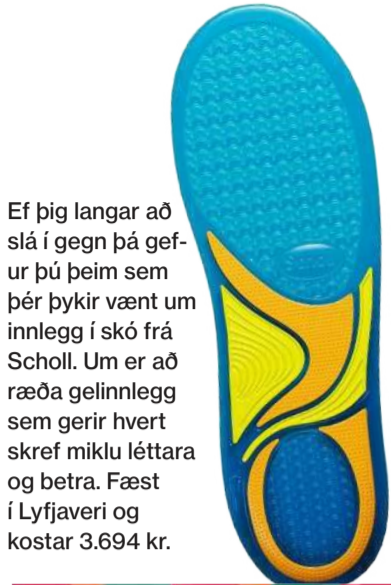 Ef þig langar að
slá í gegn þá gef-
ur þú þeim sem
þér þykir vænt um
innlegg í skó frá
Scholl. Um er að
ræða gelinnlegg
sem gerir hvert
skref miklu léttara
og betra. Fæst
í Lyfjaveri og
kostar 3.694 kr.